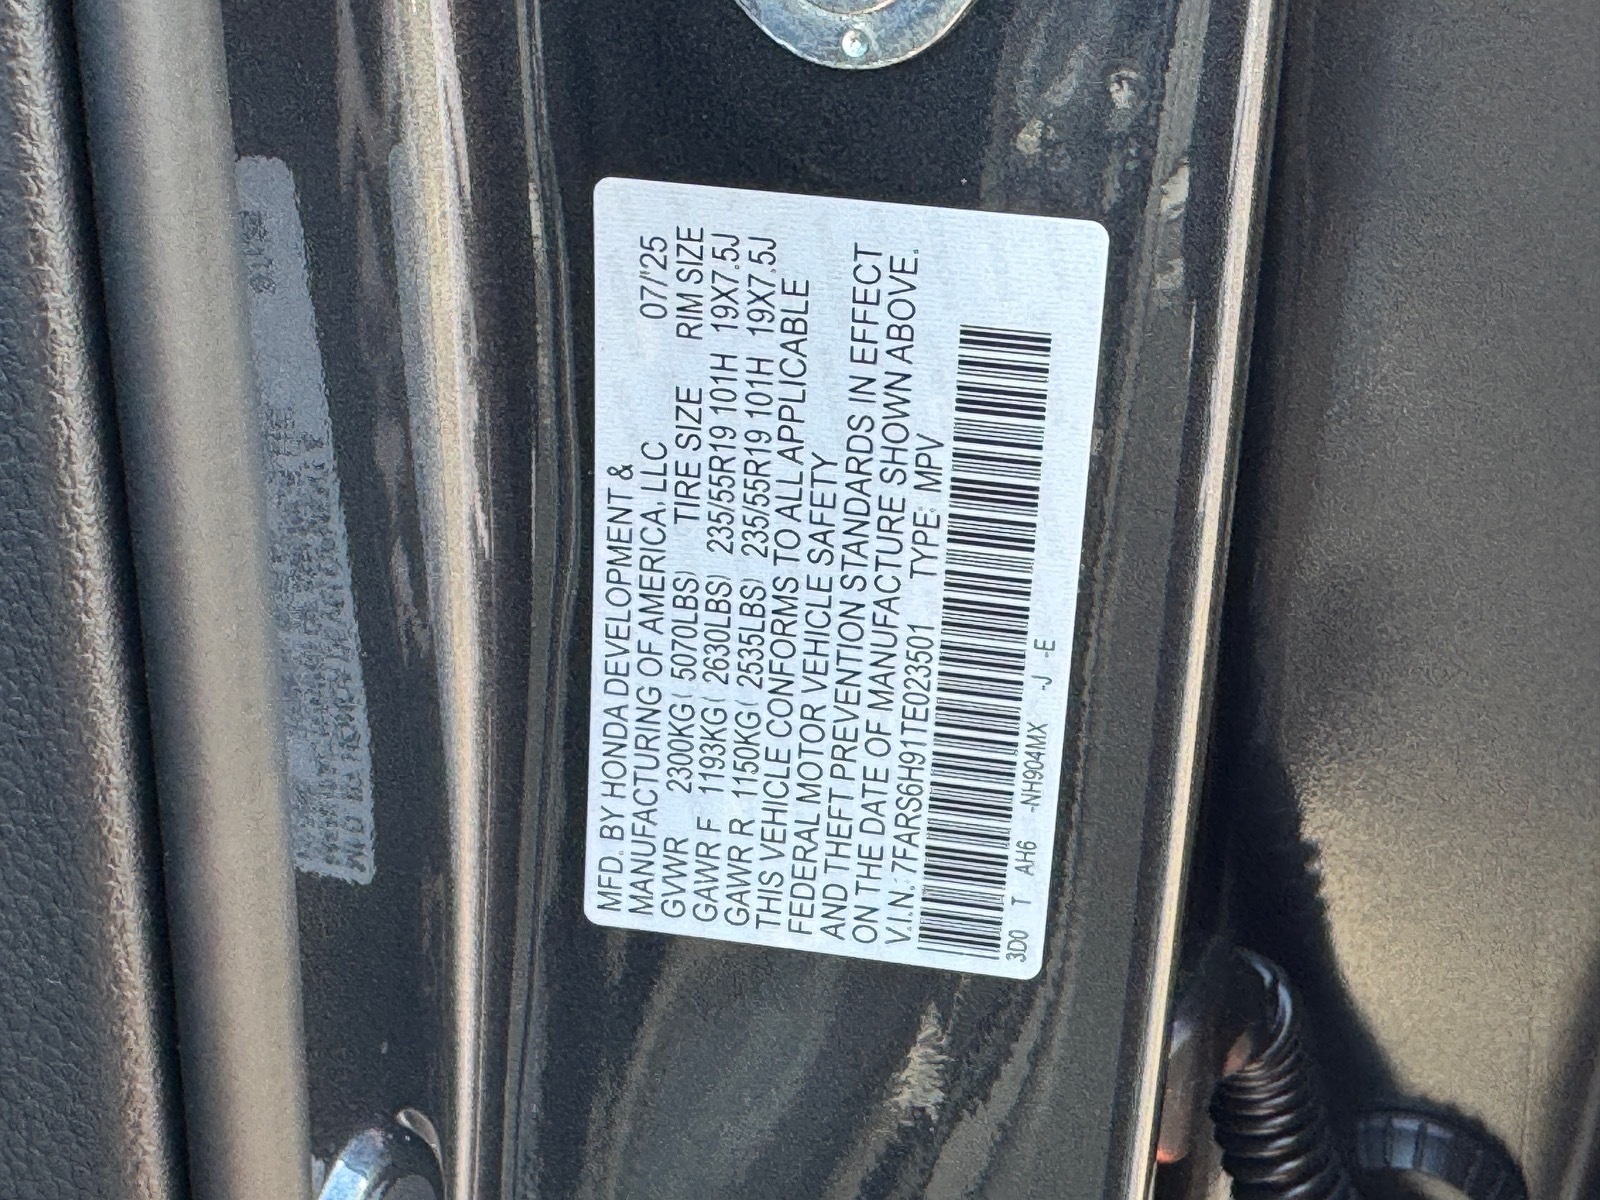 MFD. BY HONDA DEVELOPMENT &
MANUFACTURING OF AMERICA, LLC 07/'25
GVWR 2300KG( 5070LBS) TIRE SIZE RIM SIZE
GAWR F 1193KG( 2630LBS) 235/55R19 101H 19X7.5J
GAWR R 1150KG( 2535LBS) 235/55R19 101H 19X7.5J
THIS VEHICLE CONFORMS TO ALL APPLICABLE
FEDERAL MOTOR VEHICLE SAFETY
AND THEFT PREVENTION STANDARDS IN EFFECT
ON THE DATE OF MANUFACTURE SHOWN ABOVE.
V.I.N.: 7FARS6H91TE023501 TYPE: MPV
3D0 T AH6 -NH904MX -J -E